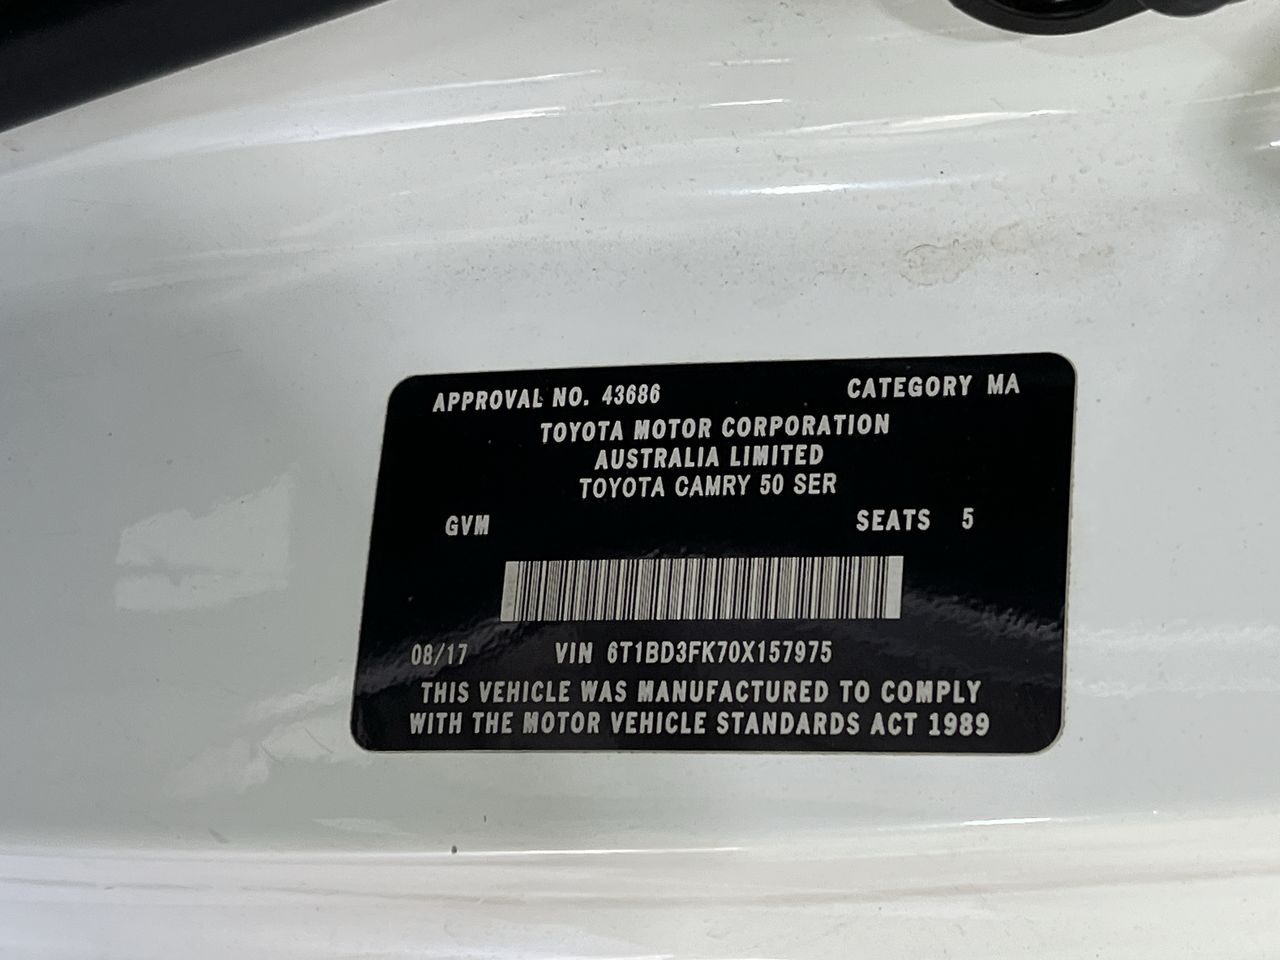 APPROVAL NO. 43686 CATEGORY MA
TOYOTA MOTOR CORPORATION
AUSTRALIA LIMITED
TOYOTA CAMRY 50 SER
GVM SEATS 5
08/17 VIN 6T1BD3FK70X157975
THIS VEHICLE WAS MANUFACTURED TO COMPLY
WITH THE MOTOR VEHICLE STANDARDS ACT 1989